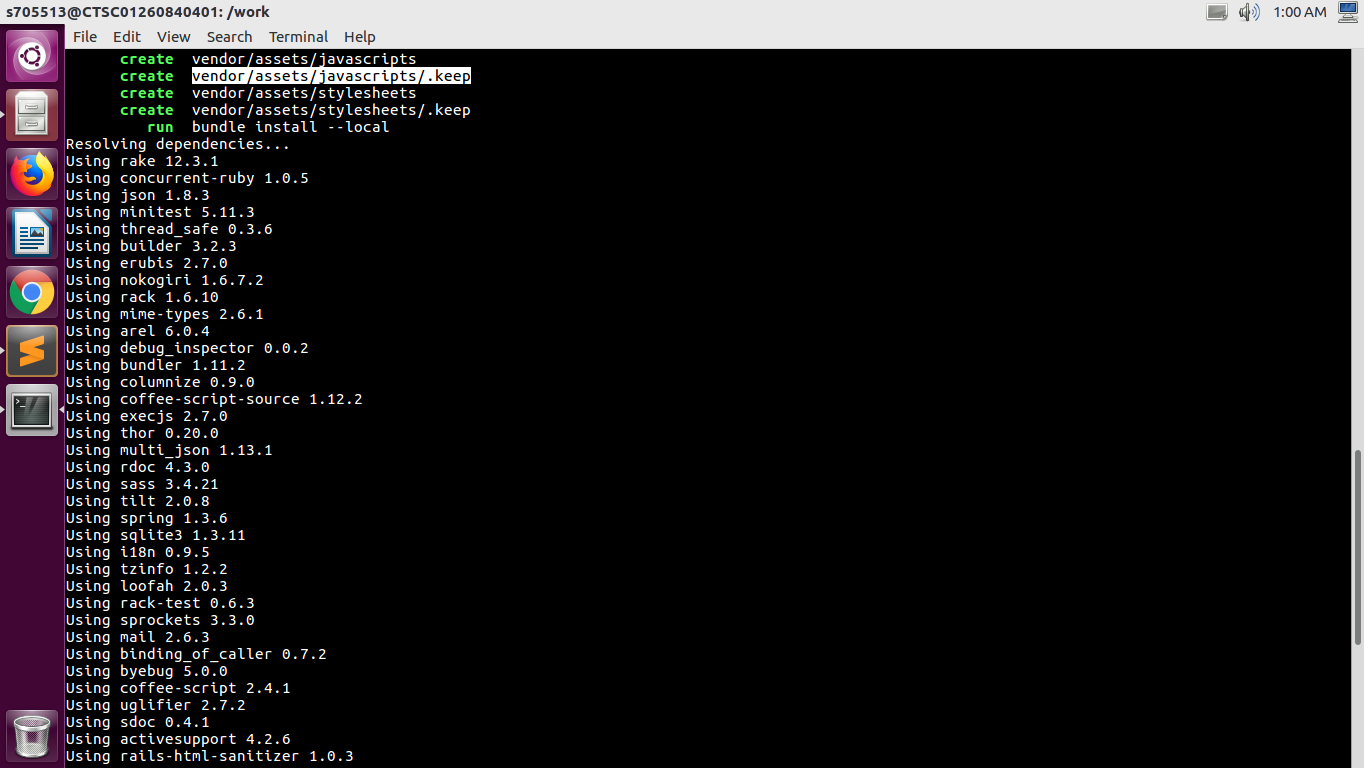 s705513@CTSC01260840401: /work
1:00 AM
File Edit View Search Terminal Help
create vendor/assets/javascripts
create vendor/assets/javascripts/.keep
create vendor/assets/stylesheets
create vendor/assets/stylesheets/.keep
run bundle install --local
Resolving dependencies...
Using rake 12.3.1
Using concurrent-ruby 1.0.5
Using json 1.8.3
Using minitest 5.11.3
Using thread_safe 0.3.6
Using builder 3.2.3
Using erubis 2.7.0
Using nokogiri 1.6.7.2
Using rack 1.6.10
Using mime-types 2.6.1
Using arel 6.0.4
Using debug_inspector 0.0.2
Using bundler 1.11.2
Using columnize 0.9.0
Using coffee-script-source 1.12.2
Using execjs 2.7.0
Using thor 0.20.0
Using multi_json 1.13.1
Using rdoc 4.3.0
Using sass 3.4.21
Using tilt 2.0.8
Using spring 1.3.6
Using sqlite3 1.3.11
Using i18n 0.9.5
Using tzinfo 1.2.2
Using loofah 2.0.3
Using rack-test 0.6.3
Using sprockets 3.3.0
Using mail 2.6.3
Using binding_of_caller 0.7.2
Using byebug 5.0.0
Using coffee-script 2.4.1
Using uglifier 2.7.2
Using sdoc 0.4.1
Using activesupport 4.2.6
Using rails-html-sanitizer 1.0.3